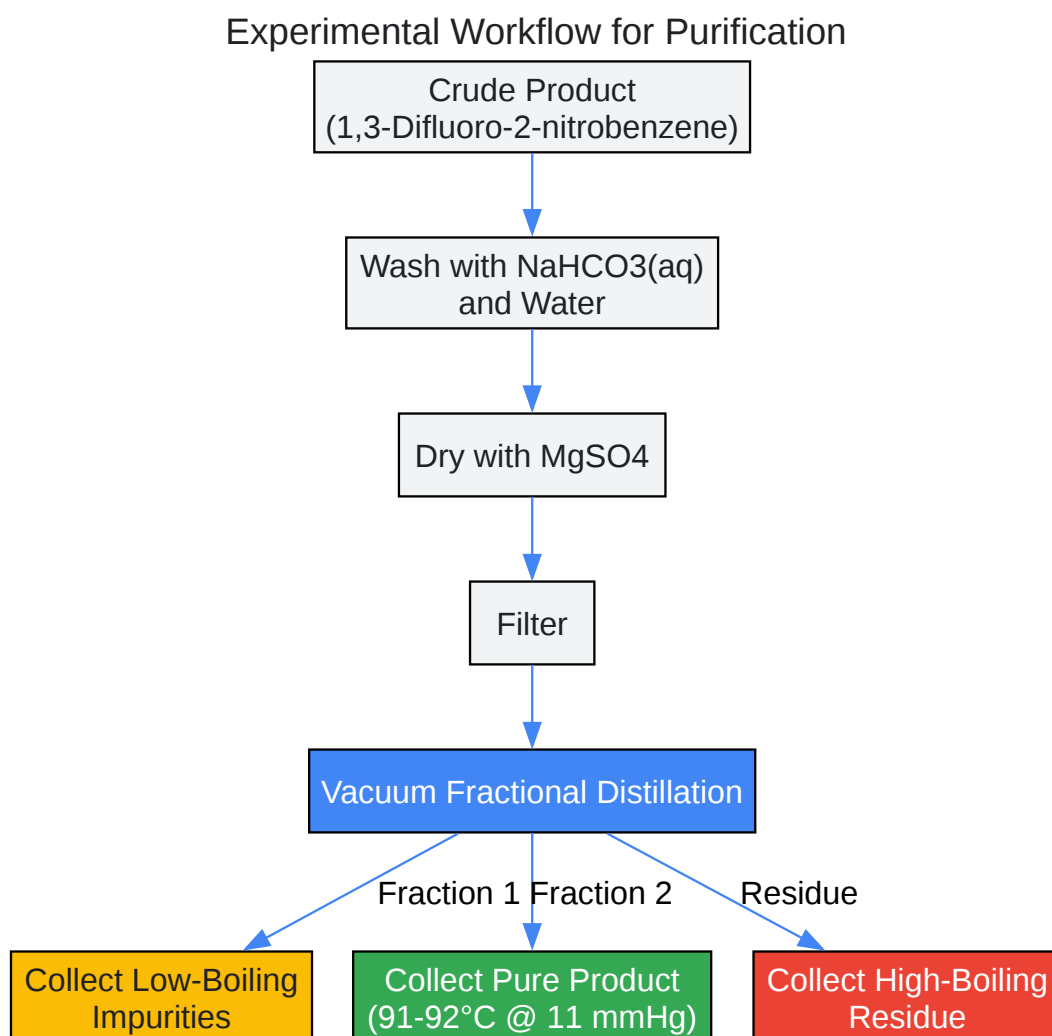 Experimental Workflow for Purification
Crude Product
(1,3-Difluoro-2-nitrobenzene)
Wash with NaHCO3(aq)
and Water
Dry with MgSO4
Filter
Vacuum Fractional Distillation
Fraction 1
Fraction 2
Residue
Collect Low-Boiling
Impurities
Collect Pure Product
(91-92°C @ 11 mmHg)
Collect High-Boiling
Residue